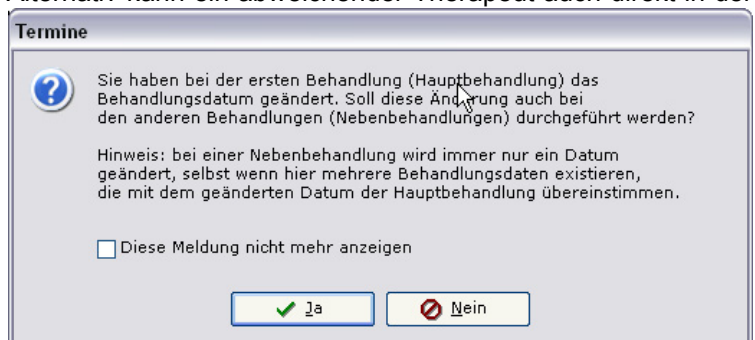 Alternativ kann ein abweichender Therapeut auch direkt in der
Termine
Sie haben bei der ersten Behandlung (Hauptbehandlung) das
Behandlungsdatum geändert. Soll diese Änderung auch bei
den anderen Behandlungen (Nebenbehandlungen) durchgeführt werden?
Hinweis: bei einer Nebenbehandlung wird immer nur ein Datum
geändert, selbst wenn hier mehrere Behandlungsdaten existieren,
die mit dem geänderten Datum der Hauptbehandlung übereinstimmen.
Diese Meldung nicht mehr anzeigen
Ja
Nein